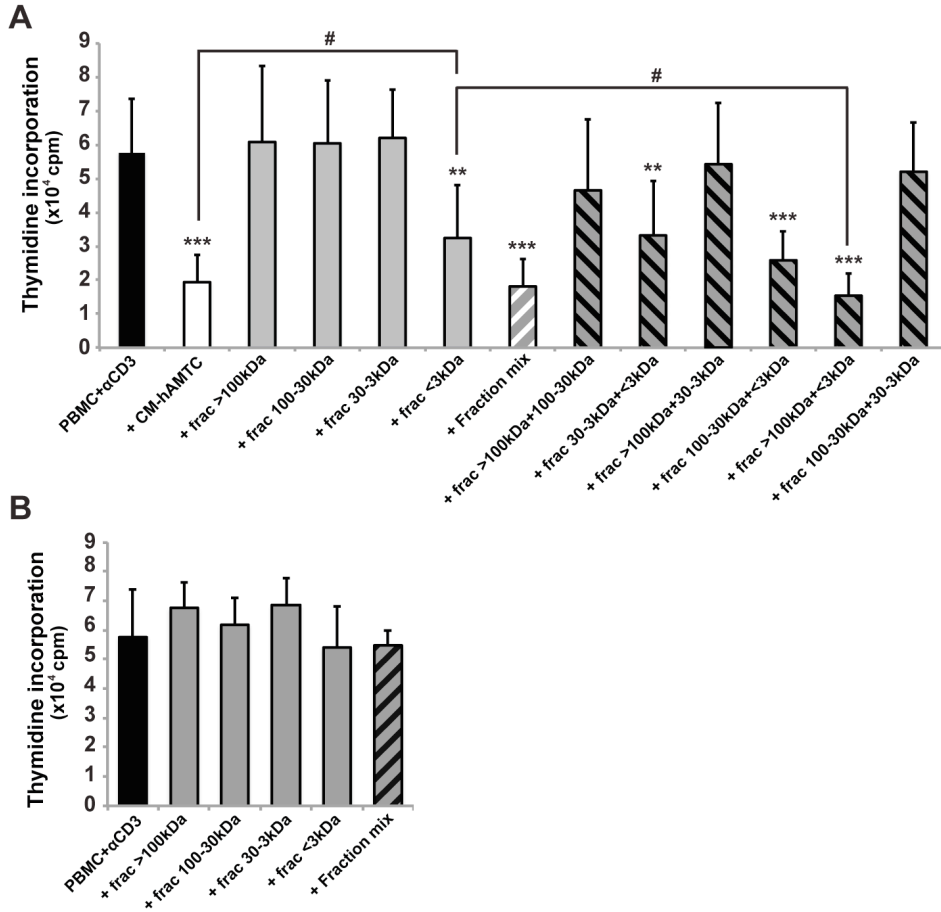 A
Thymidine incorporation
(x10⁴ cpm)
9
8
7
6
5
4
3
2
1
0
#
#
***
**
***
**
***
***
PBMC+αCD3
+ CM-hAMTC
+ frac >100kDa
+ frac 100-30kDa
+ frac 30-3kDa
+ frac <3kDa
+ Fraction mix
+ frac >100kDa+100-30kDa
+ frac 30-3kDa+<3kDa
+ frac >100kDa+30-3kDa
+ frac 100-30kDa+<3kDa
+ frac >100kDa+<3kDa
+ frac 100-30kDa+30-3kDa
B
Thymidine incorporation
(x10⁴ cpm)
9
8
7
6
5
4
3
2
1
0
PBMC+αCD3
+ frac >100kDa
+ frac 100-30kDa
+ frac 30-3kDa
+ frac <3kDa
+ Fraction mix